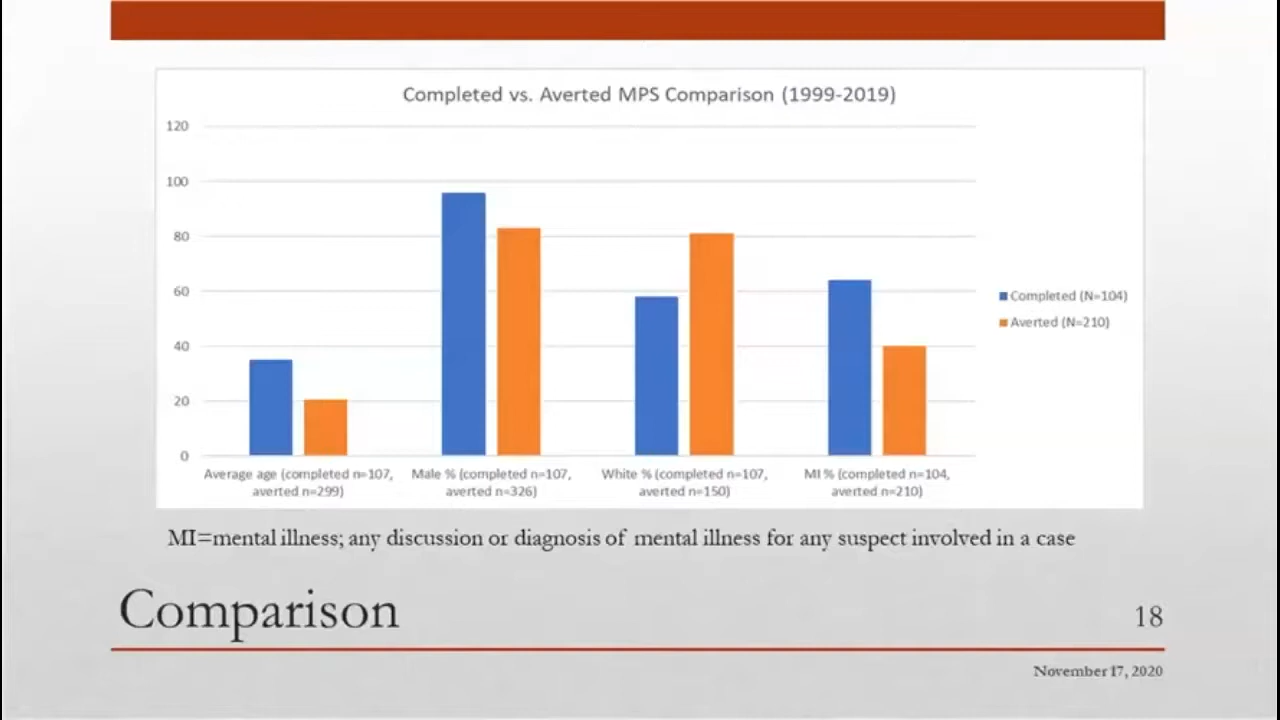 Completed vs. Averted MPS Comparison (1999-2019)
120
100
80
60
40
20
0
Average age (completed n=107,
averted n=299)
Male % (completed n=107,
averted n=326)
White % (completed n=107,
averted n=150)
MI % (completed n=104,
averted n=210)
Completed (N=104)
Averted (N=210)
MI=mental illness; any discussion or diagnosis of mental illness for any suspect involved in a case
Comparison
18
November 17, 2020